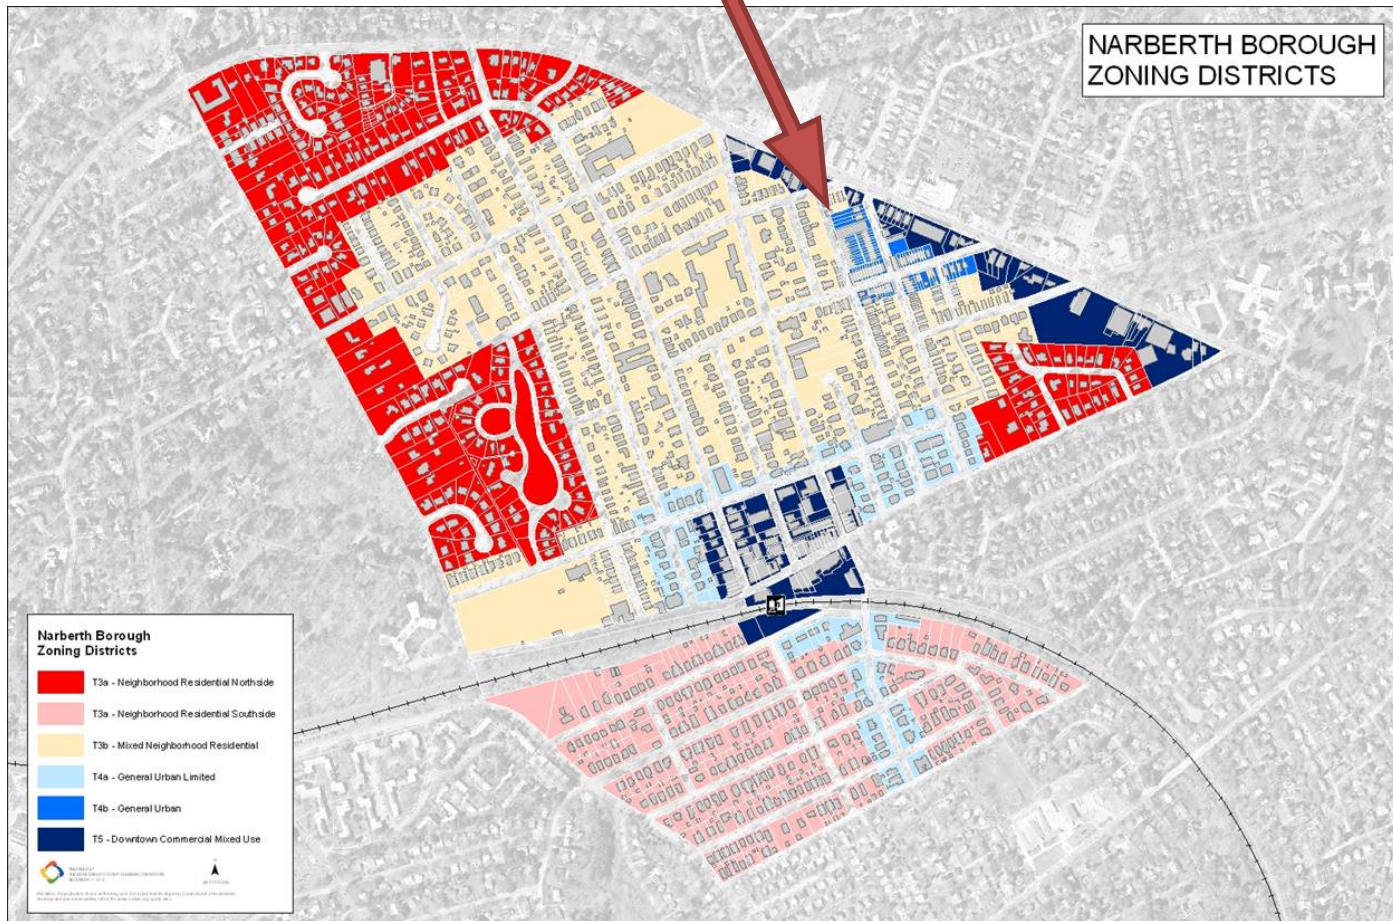 NARBERTH BOROUGH
ZONING DISTRICTS
Narberth Borough
Zoning Districts
T3a - Neighborhood Residential Northside
T3a - Neighborhood Residential Southside
T3b - Mixed Neighborhood Residential
T4a - General Urban Limited
T4b - General Urban
T5 - Downtown Commercial Mixed Use